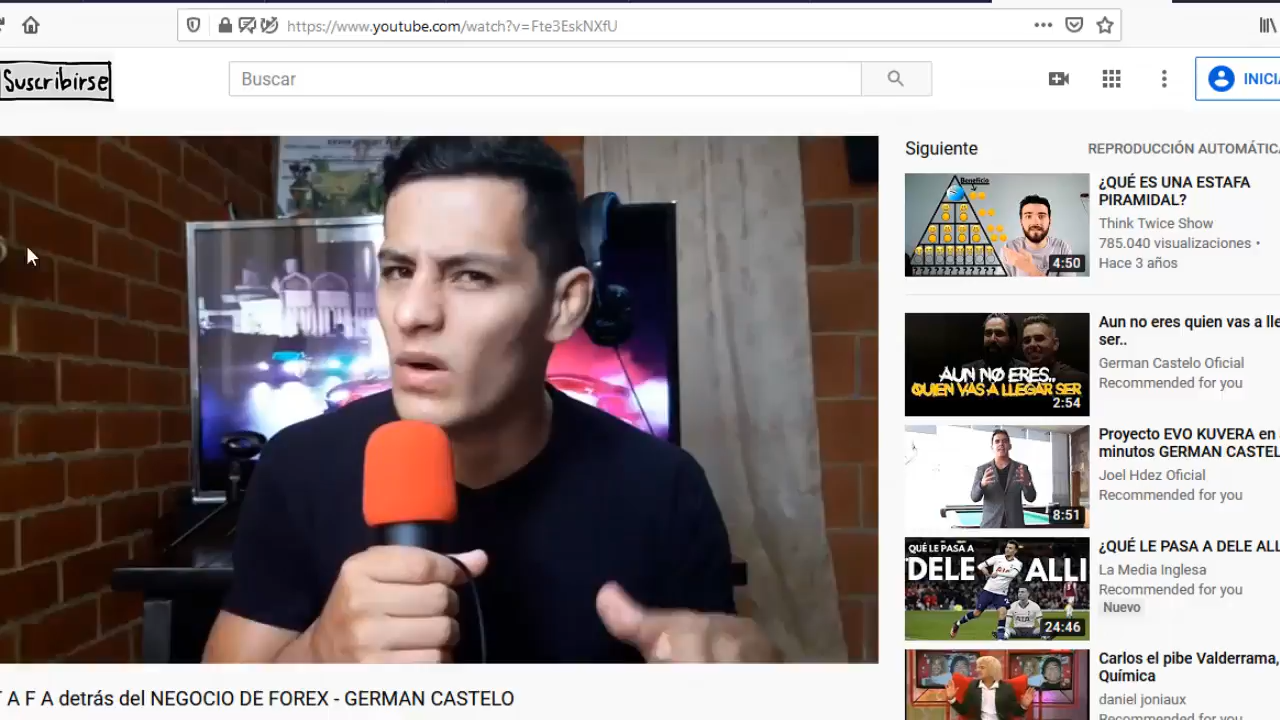 https://www.youtube.com/watch?v=Fte3EskNXfU
Suscribirse
Buscar
INICIA
Siguiente
REPRODUCCIÓN AUTOMÁTICA
Beneficio
4:50
¿QUÉ ES UNA ESTAFA
PIRAMIDAL?
Think Twice Show
785.040 visualizaciones •
Hace 3 años
AUN NO ERES..
QUIEN VAS A LLEGAR SER
2:54
Aun no eres quien vas a lle
ser..
German Castelo Oficial
Recommended for you
8:51
Proyecto EVO KUVERA en
minutos GERMAN CASTEL
Joel Hdez Oficial
Recommended for you
QUÉ LE PASA A
DELE ALLI
24:46
¿QUÉ LE PASA A DELE ALL
La Media Inglesa
Recommended for you
Nuevo
Carlos el pibe Valderrama,
Química
daniel joniaux
Recommended for you
T A F A detrás del NEGOCIO DE FOREX - GERMAN CASTELO